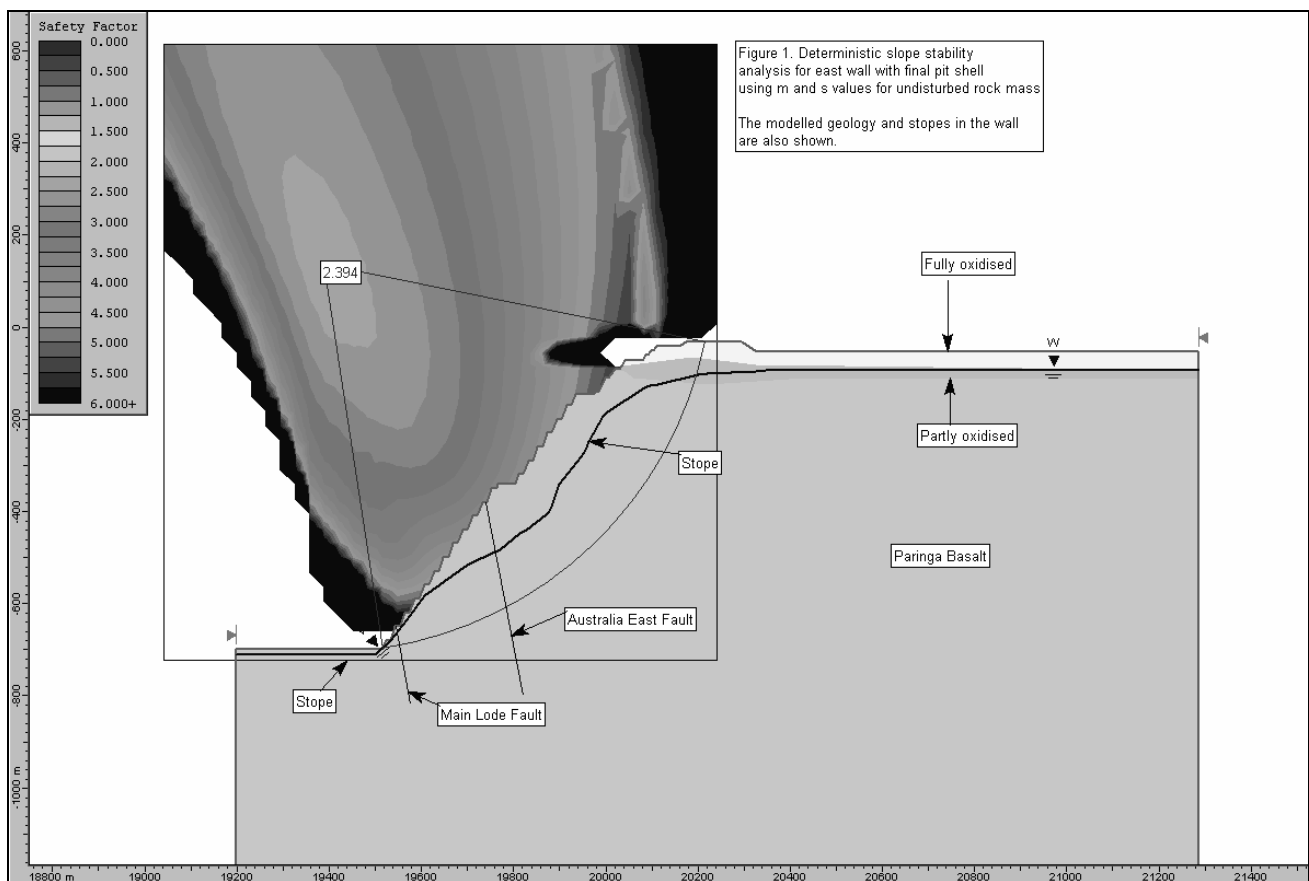 Safety Factor
0.000
0.500
1.000
1.500
2.000
2.500
3.000
3.500
4.000
4.500
5.000
5.500
6.000+
Figure 1. Deterministic slope stability
analysis for east wall with final pit shell
using m and s values for undisturbed rock mass
The modelled geology and stopes in the wall
are also shown.
2.394
Fully oxidised
W
Partly oxidised
Stope
Paringa Basalt
Australia East Fault
Stope
Main Lode Fault
600
400
200
0
-200
-400
-600
-800
-1000 m
18800 m 19000 19200 19400 19600 19800 20000 20200 20400 20600 20800 21000 21200 21400